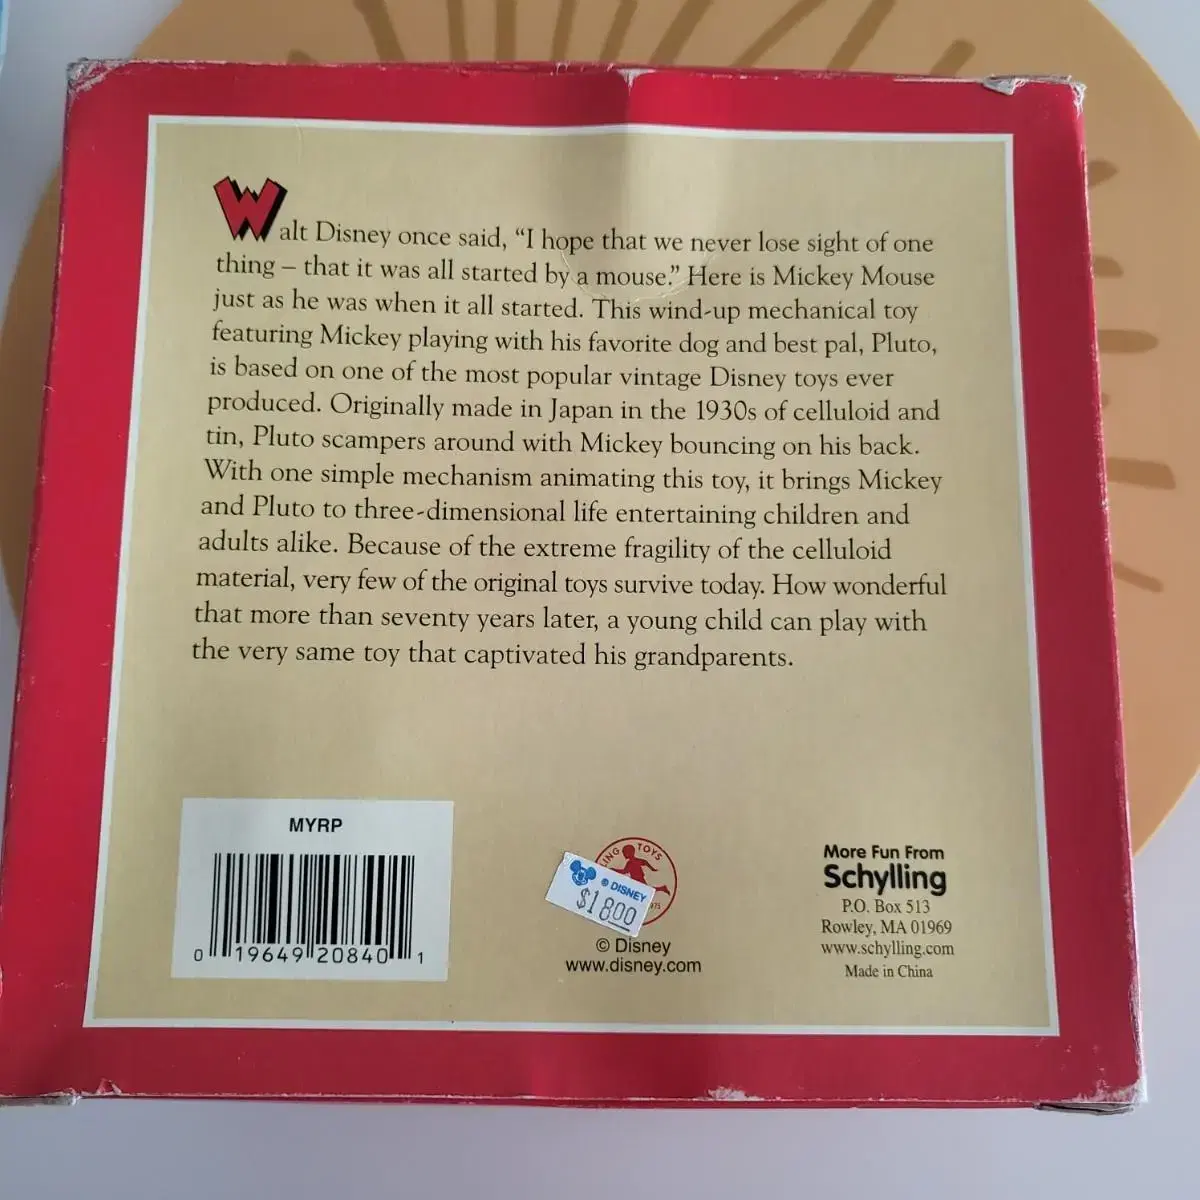 Walt Disney once said, “I hope that we never lose sight of one
thing – that it was all started by a mouse.” Here is Mickey Mouse
just as he was when it all started. This wind-up mechanical toy
featuring Mickey playing with his favorite dog and best pal, Pluto,
is based on one of the most popular vintage Disney toys ever
produced. Originally made in Japan in the 1930s of celluloid and
tin, Pluto scampers around with Mickey bouncing on his back.
With one simple mechanism animating this toy, it brings Mickey
and Pluto to three-dimensional life entertaining children and
adults alike. Because of the extreme fragility of the celluloid
material, very few of the original toys survive today. How wonderful
that more than seventy years later, a young child can play with
the very same toy that captivated his grandparents.
MYRP
0 19649 20840 1
TOYS
© DISNEY
$1800
© Disney
www.disney.com
More Fun From
Schylling
P.O. Box 513
Rowley, MA 01969
www.schylling.com
Made in China